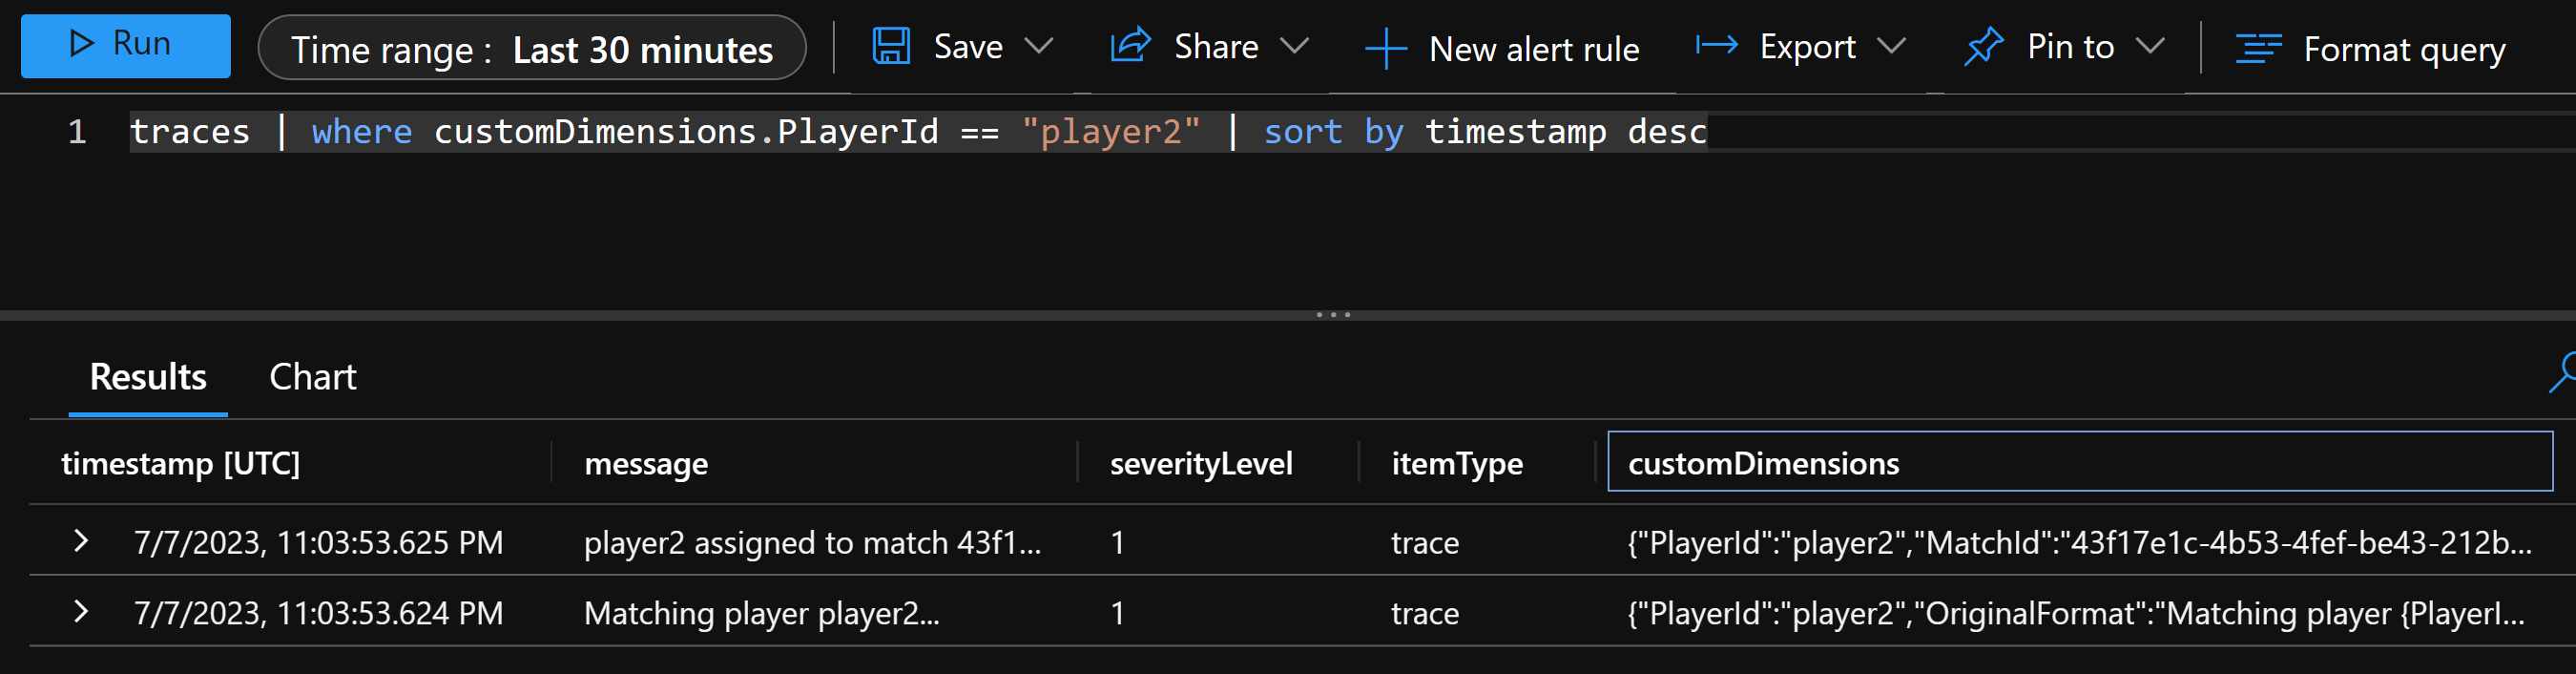 Run Time range : Last 30 minutes Save Share New alert rule Export Pin to Format query
1 traces | where customDimensions.PlayerId == "player2" | sort by timestamp desc
Results Chart
timestamp [UTC] message severityLevel itemType customDimensions
7/7/2023, 11:03:53.625 PM player2 assigned to match 43f1... 1 trace {"PlayerId":"player2","MatchId":"43f17e1c-4b53-4fef-be43-212b...
7/7/2023, 11:03:53.624 PM Matching player player2... 1 trace {"PlayerId":"player2","OriginalFormat":"Matching player {PlayerI...